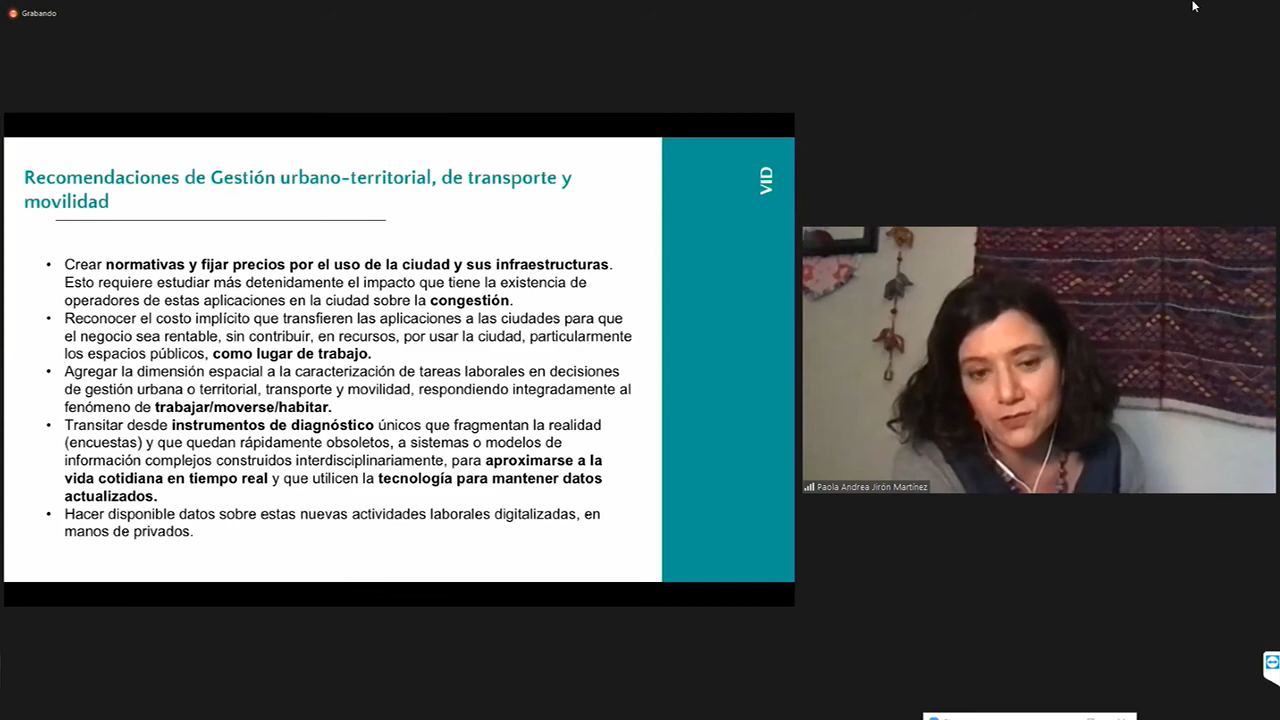 Grabando
Recomendaciones de Gestión urbano-territorial, de transporte y
movilidad
VID
• Crear normativas y fijar precios por el uso de la ciudad y sus infraestructuras.
Esto requiere estudiar más detenidamente el impacto que tiene la existencia de
operadores de estas aplicaciones en la ciudad sobre la congestión.
• Reconocer el costo implícito que transfieren las aplicaciones a las ciudades para que
el negocio sea rentable, sin contribuir, en recursos, por usar la ciudad, particularmente
los espacios públicos, como lugar de trabajo.
• Agregar la dimensión espacial a la caracterización de tareas laborales en decisiones
de gestión urbana o territorial, transporte y movilidad, respondiendo integradamente al
fenómeno de trabajar/moverse/habitar.
• Transitar desde instrumentos de diagnóstico únicos que fragmentan la realidad
(encuestas) y que quedan rápidamente obsoletos, a sistemas o modelos de
información complejos construidos interdisciplinariamente, para aproximarse a la
vida cotidiana en tiempo real y que utilicen la tecnología para mantener datos
actualizados.
• Hacer disponible datos sobre estas nuevas actividades laborales digitalizadas, en
manos de privados.
Paola Andrea Jirón Martínez